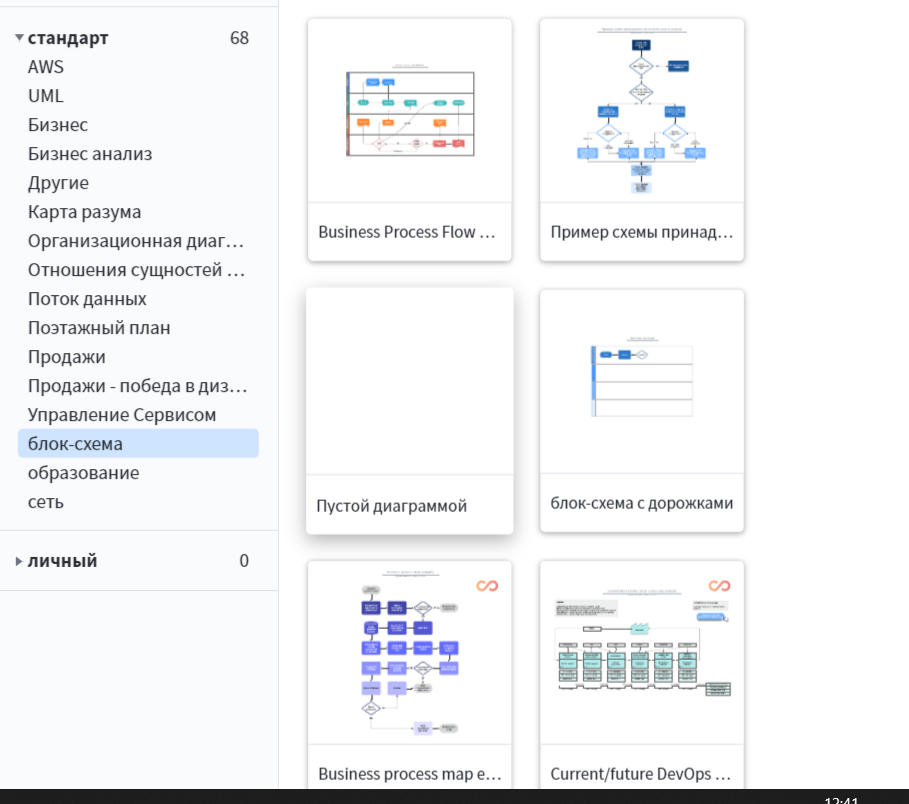 стандарт 68
AWS
UML
Бизнес
Бизнес анализ
Другие
Карта разума
Организационная диаг...
Отношения сущностей ...
Поток данных
Поэтажный план
Продажи
Продажи - победа в диз...
Управление Сервисом
блок-схема
образование
сеть
личный 0
Business Process Flow ...
Пример схемы принад...
Пустой диаграммой
блок-схема с дорожками
Business process map e...
Current/future DevOps ...
12:41